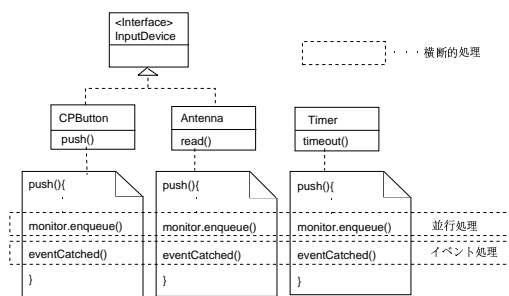 <Interface>
InputDevice
・・・横断的処理
CPButton
push()
Antenna
read()
Timer
timeout()
push(){
.
monitor.enqueue()
eventCatched()
}
push(){
.
monitor.enqueue()
eventCatched()
}
push(){
.
monitor.enqueue()
eventCatched()
}
並行処理
イベント処理